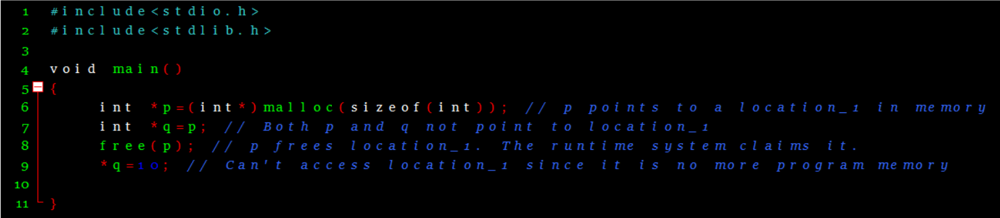 1 #include<stdio.h>
2 #include<stdlib.h>
3
4 void main()
5 {
6 int *p=(int*)malloc(sizeof(int)); // p points to a location_1 in memory
7 int *q=p; // Both p and q not point to location_1
8 free(p); // p frees location_1. The runtime system claims it.
9 *q=10; // Can't access location_1 since it is no more program memory
10
11 }